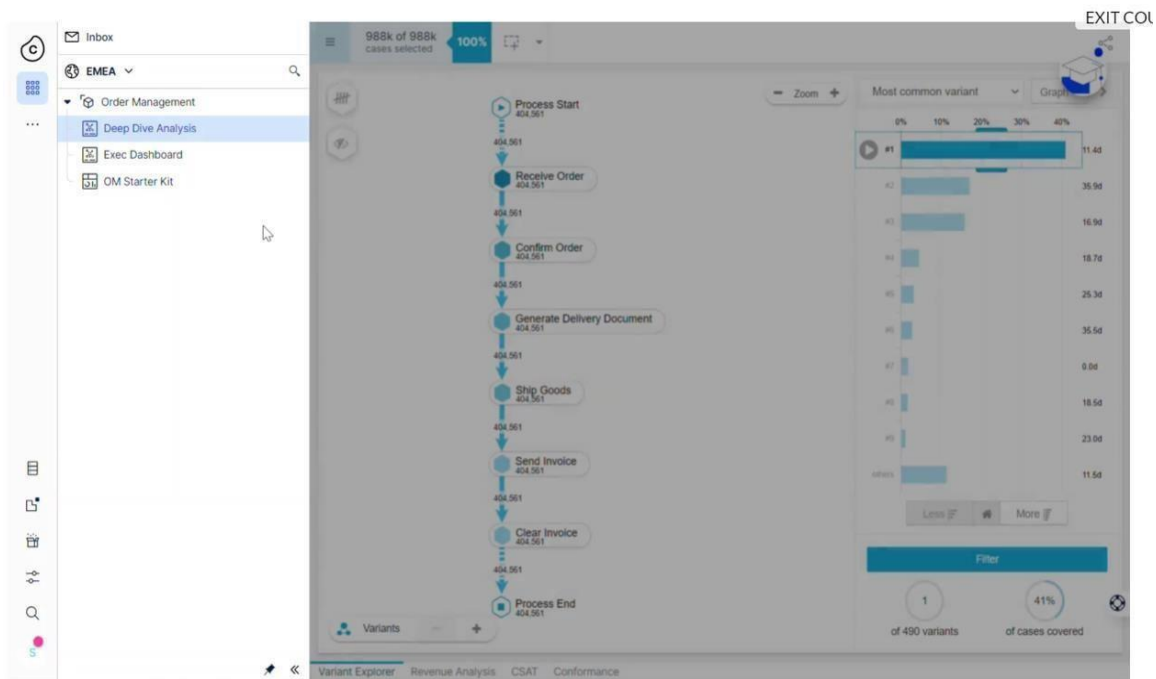 EXIT COU
Inbox
EMEA
Order Management
Deep Dive Analysis
Exec Dashboard
OM Starter Kit
S
C
988k of 988k
cases selected
100%
Process Start
404,561
404,561
Receive Order
404,561
404,561
Confirm Order
404,561
404,561
Generate Delivery Document
404,561
404,561
Ship Goods
404,561
404,561
Send Invoice
404,561
404,561
Clear Invoice
404,561
404,561
Process End
404,561
Variants
Zoom
Most common variant
Graph
0% 10% 20% 30% 40%
#1 11.4d
#2 35.9d
#3 16.9d
#4 18.7d
#5 25.3d
#6 35.5d
#7 0.0d
#8 18.5d
#9 23.0d
others 11.5d
Less More
Filter
1 41%
of 490 variants of cases covered
Variant Explorer Revenue Analysis CSAT Conformance